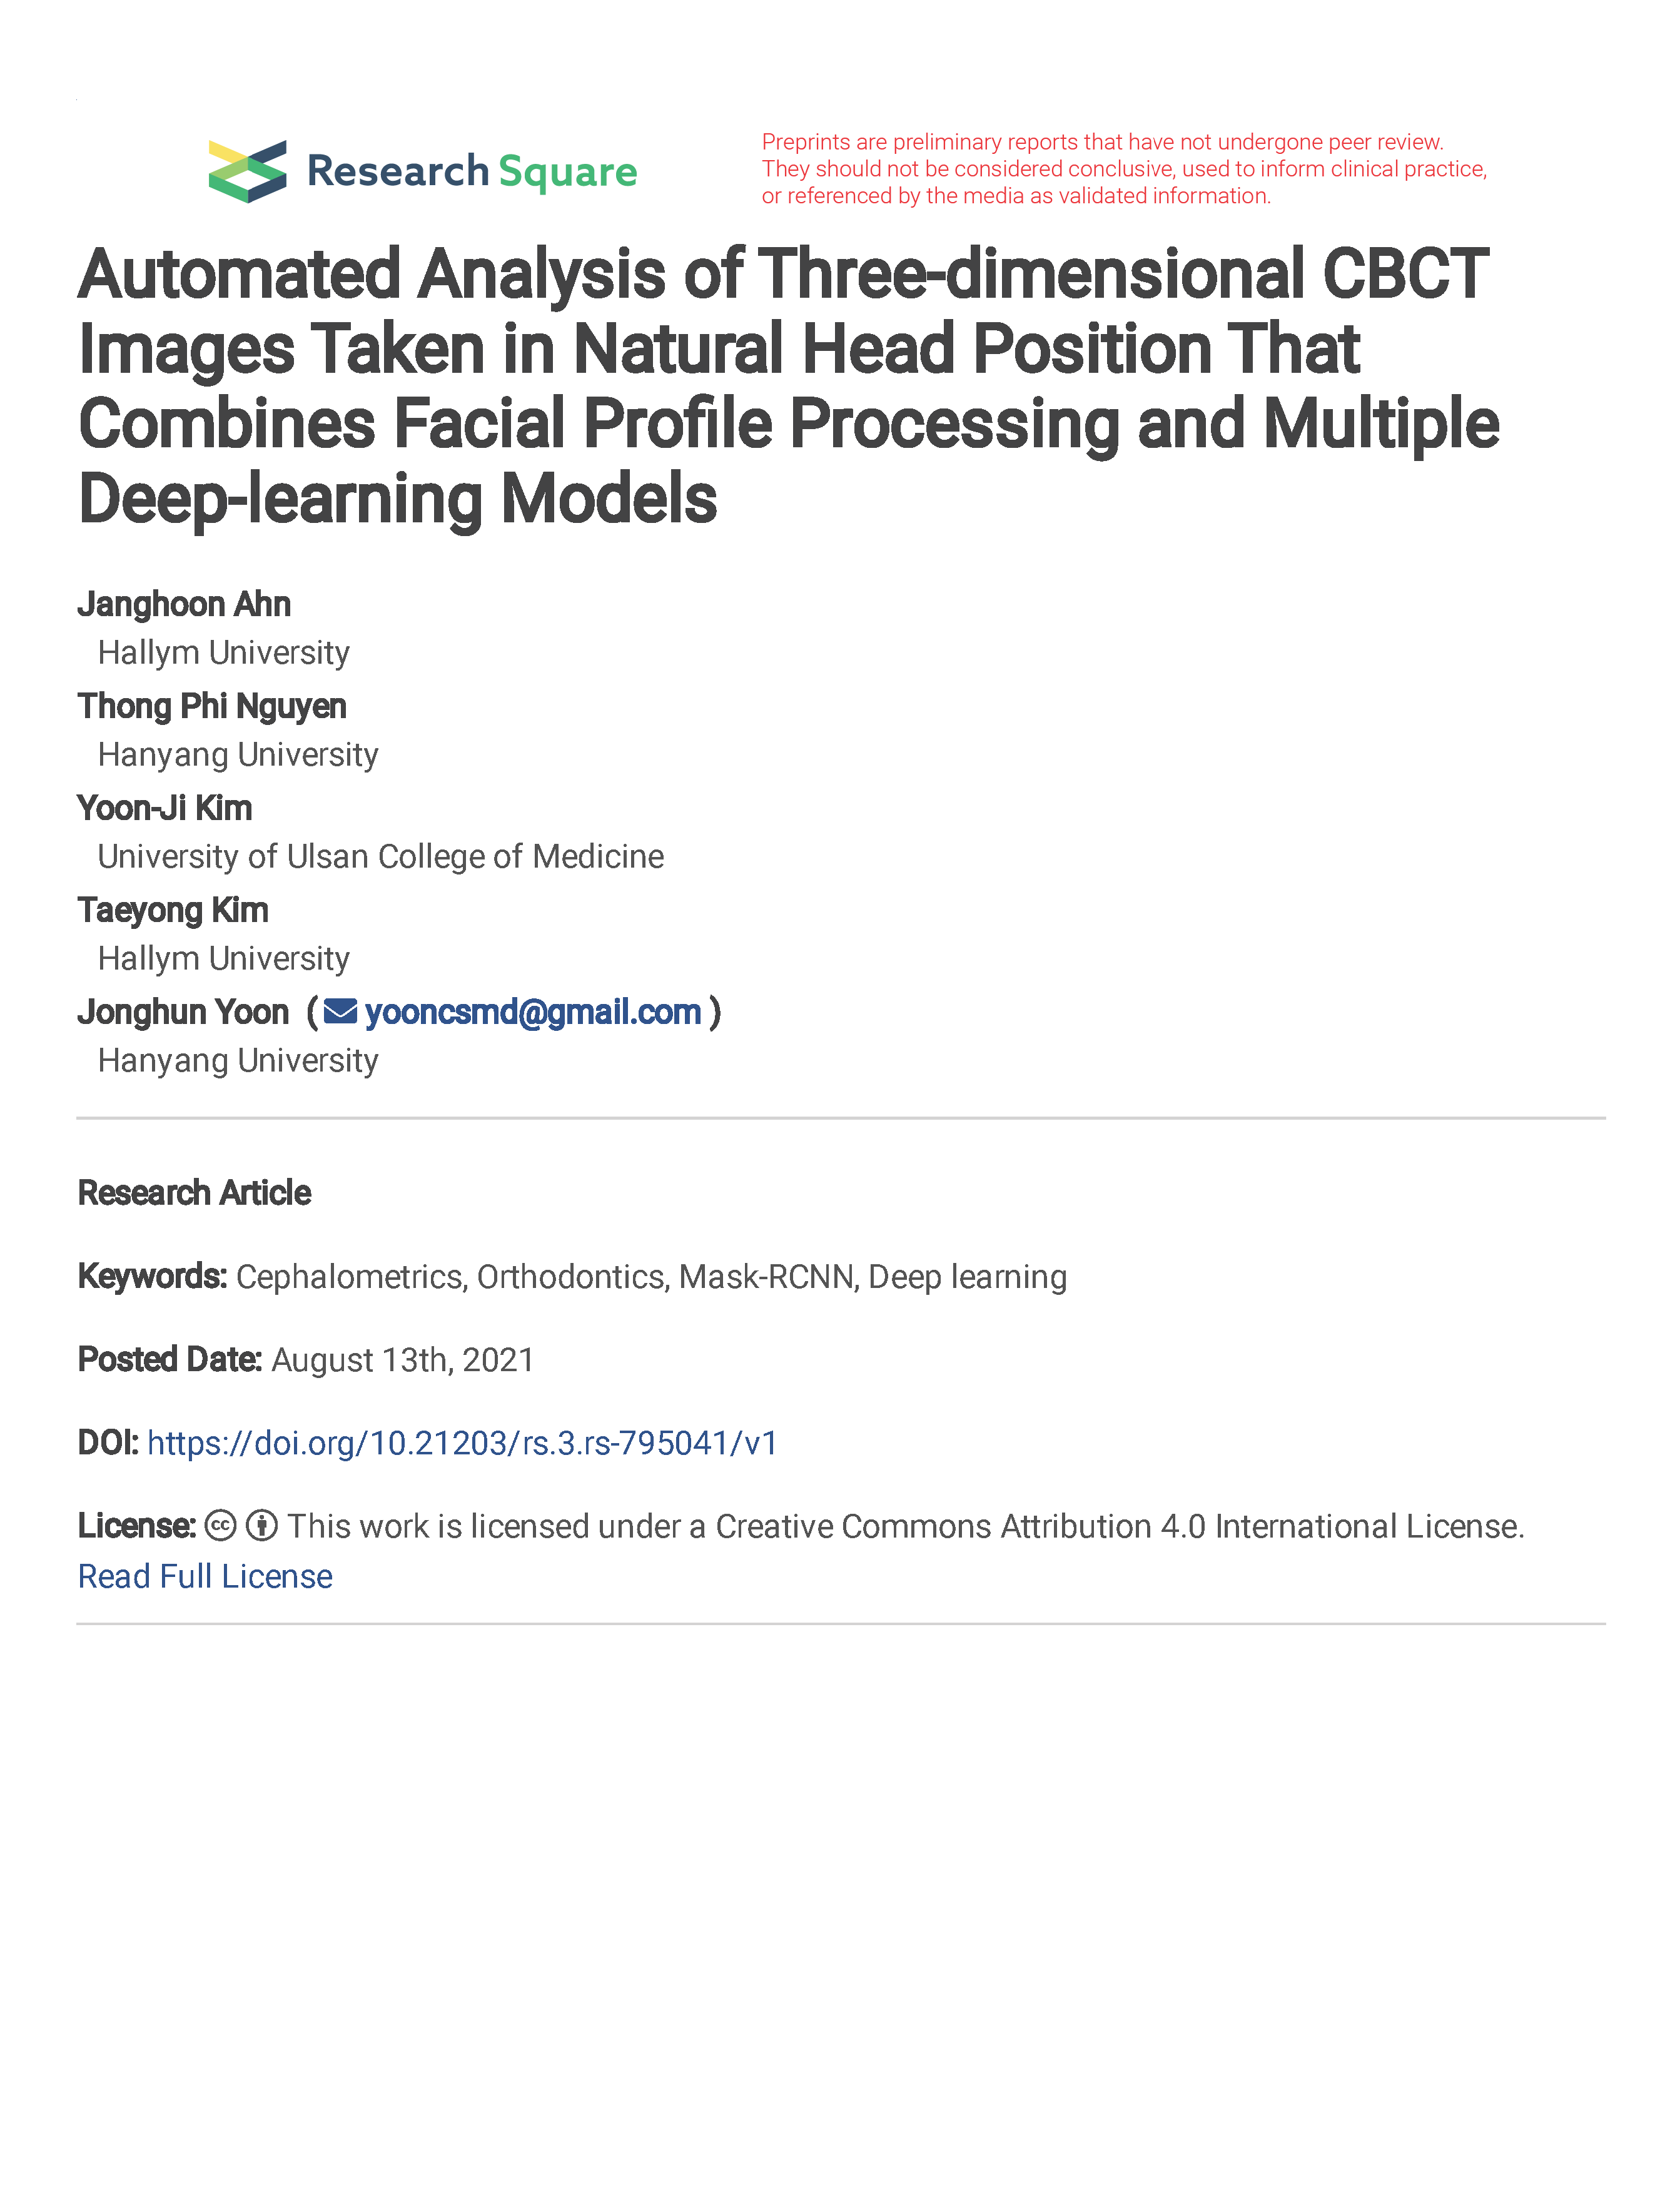 Research Square
Preprints are preliminary reports that have not undergone peer review.
They should not be considered conclusive, used to inform clinical practice,
or referenced by the media as validated information.
Automated Analysis of Three-dimensional CBCT
Images Taken in Natural Head Position That
Combines Facial Profile Processing and Multiple
Deep-learning Models
Janghoon Ahn
Hallym University
Thong Phi Nguyen
Hanyang University
Yoon-Ji Kim
University of Ulsan College of Medicine
Taeyong Kim
Hallym University
Jonghun Yoon ( yooncsmd@gmail.com )
Hanyang University
Research Article
Keywords: Cephalometrics, Orthodontics, Mask-RCNN, Deep learning
Posted Date: August 13th, 2021
DOI: https://doi.org/10.21203/rs.3.rs-795041/v1
License: cc This work is licensed under a Creative Commons Attribution 4.0 International License.
Read Full License